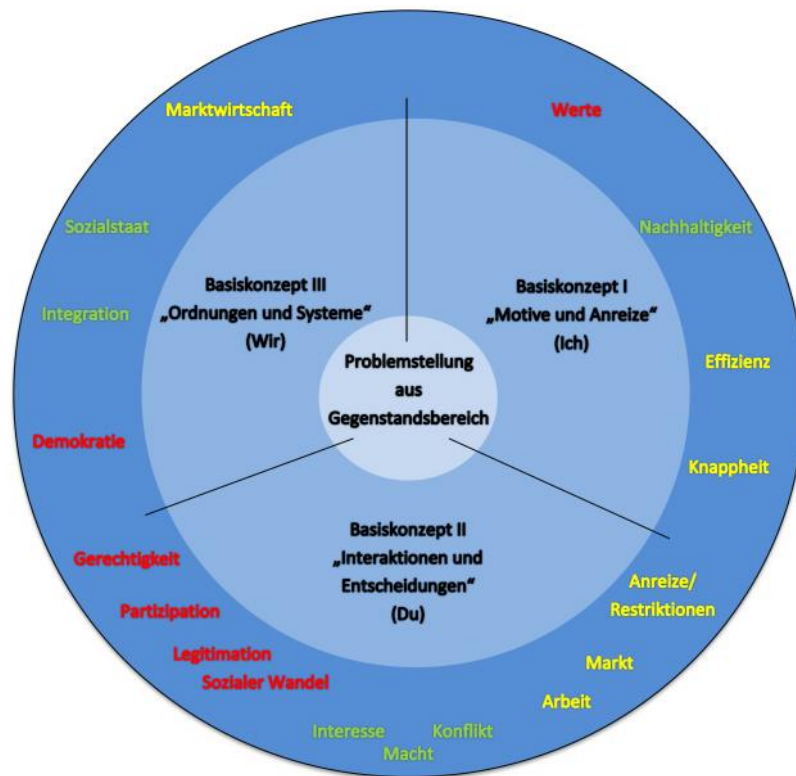 Marktwirtschaft
Werte
Sozialstaat
Nachhaltigkeit
Basiskonzept III
„Ordnungen und Systeme“
(Wir)
Basiskonzept I
„Motive und Anreize“
(Ich)
Integration
Problemstellung
aus
Gegenstandsbereich
Effizienz
Demokratie
Knappheit
Basiskonzept II
„Interaktionen und
Entscheidungen“
(Du)
Gerechtigkeit
Anreize/
Restriktionen
Partizipation
Legitimation
Sozialer Wandel
Markt
Arbeit
Interesse
Konflikt
Macht